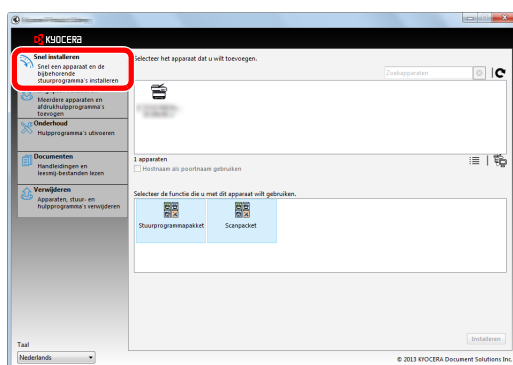 KYOCERA
Snel installeren
Snel een apparaat en de
bijbehorende
stuurprogramma's installeren
Meerdere apparaten en
afdrukhulpprogramma's
toevogen
Onderhoud
Hulpprogramma's uitvoeren
Documenten
Handleidingen en
leesmij-bestanden lezen
Verwijderen
Apparaten, stuur- en
hulpprogramma's verwijderen
Taal
Nederlands
Selecteer het apparaat dat u wilt toevoegen.
Zoekapparaten
1 apparaten
Hostnaam als poortnaam gebruiken
Selecteer de functie die u met dit apparaat wilt gebruiken.
Stuurprogrammapakket
Scanpacket
Installeren
© 2013 KYOCERA Document Solutions Inc.